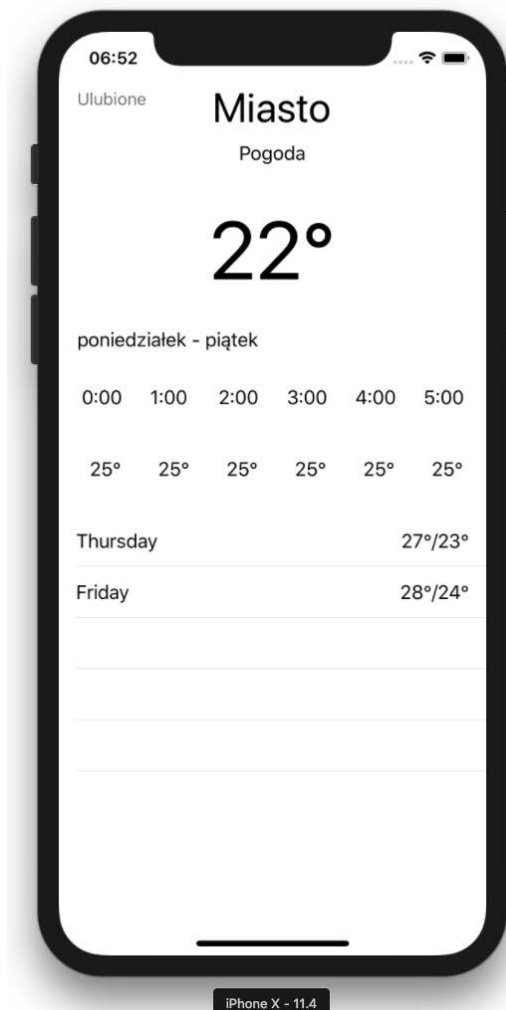 06:52
Ulubione
Miasto
Pogoda
22°
poniedziałek - piątek
0:00 1:00 2:00 3:00 4:00 5:00
25° 25° 25° 25° 25° 25°
Thursday 27°/23°
Friday 28°/24°
iPhone X - 11.4